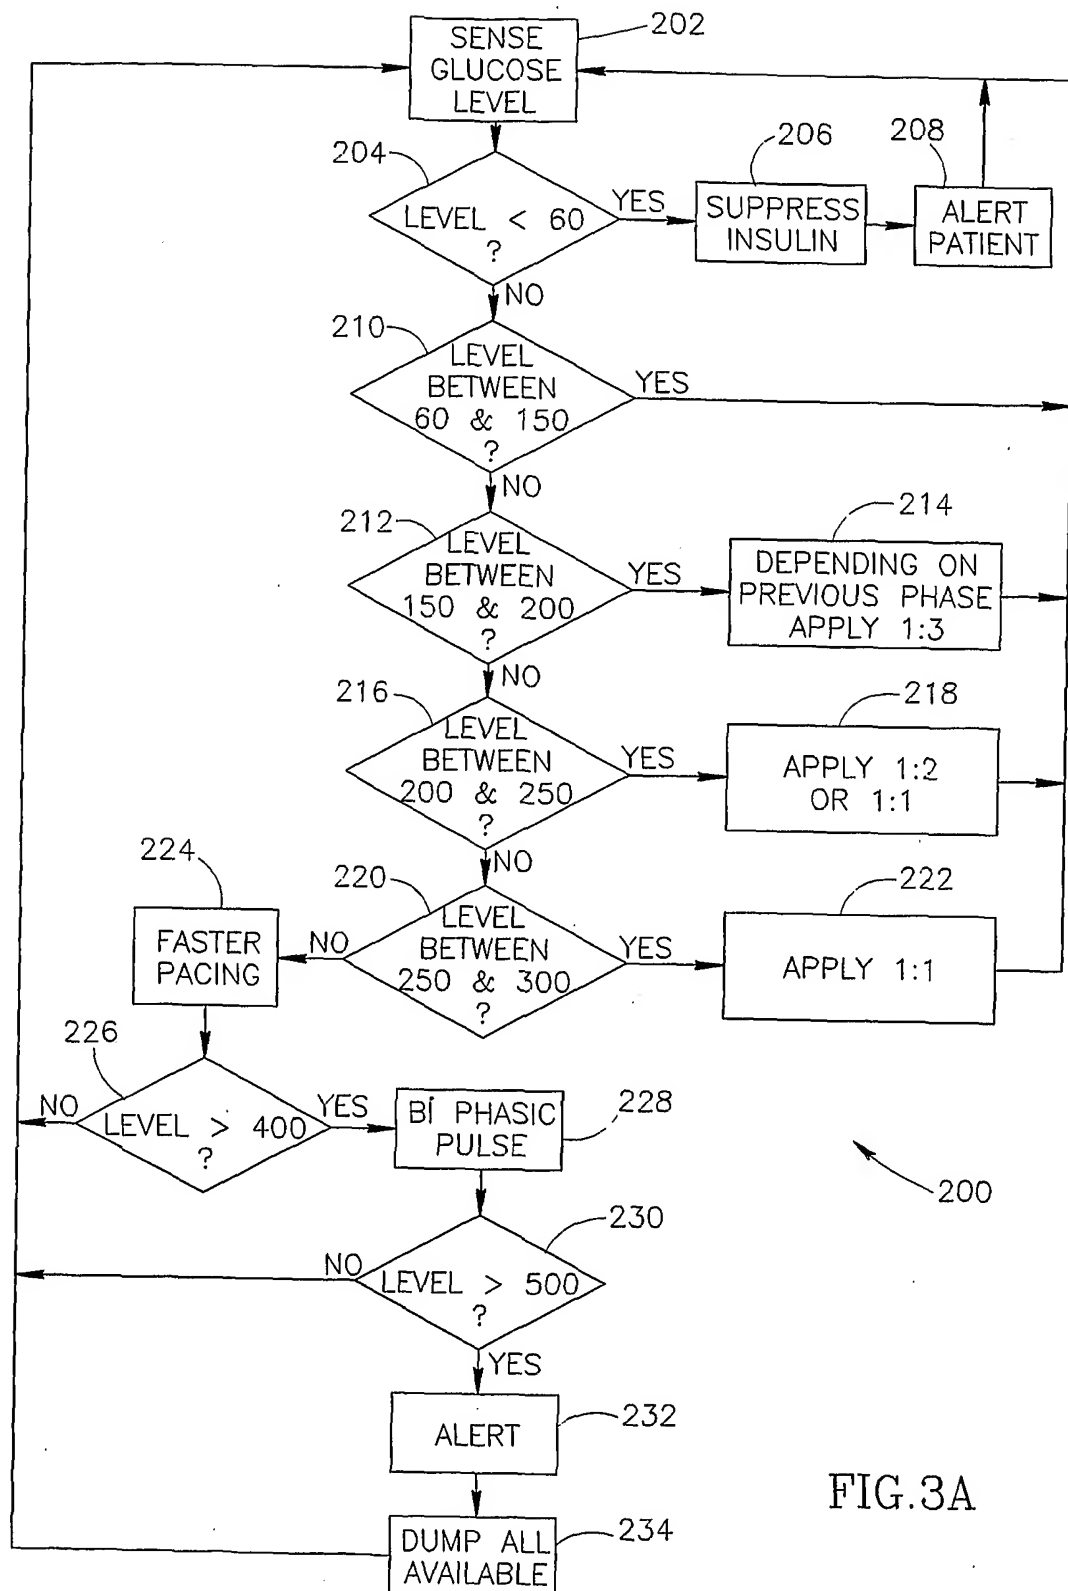 202
SENSE
GLUCOSE
LEVEL
204
LEVEL < 60
?
YES
206
SUPPRESS
INSULIN
208
ALERT
PATIENT
NO
210
LEVEL
BETWEEN
60 & 150
?
YES
NO
212
LEVEL
BETWEEN
150 & 200
?
YES
214
DEPENDING ON
PREVIOUS PHASE
APPLY 1:3
NO
216
LEVEL
BETWEEN
200 & 250
?
YES
218
APPLY 1:2
OR 1:1
NO
220
LEVEL
BETWEEN
250 & 300
?
YES
222
APPLY 1:1
NO
224
FASTER
PACING
226
LEVEL > 400
?
NO
YES
BI PHASIC
PULSE
228
200
230
LEVEL > 500
?
NO
YES
ALERT
232
DUMP ALL
AVAILABLE
234
FIG.3A